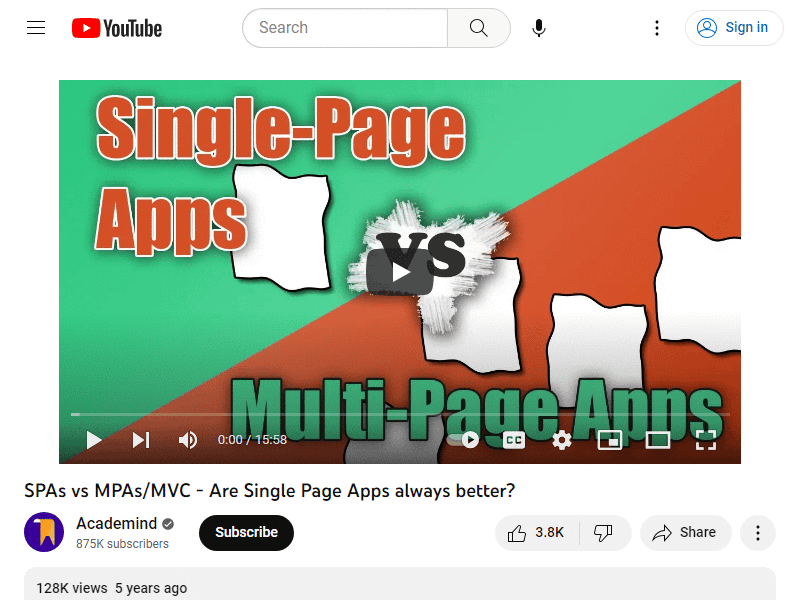 YouTube
Search
Sign in
Single-Page
Apps
vs
Multi-Page Apps
0:00 / 15:58
CC
SPAs vs MPAs/MVC - Are Single Page Apps always better?
Academind
875K subscribers
Subscribe
3.8K
Share
128K views 5 years ago